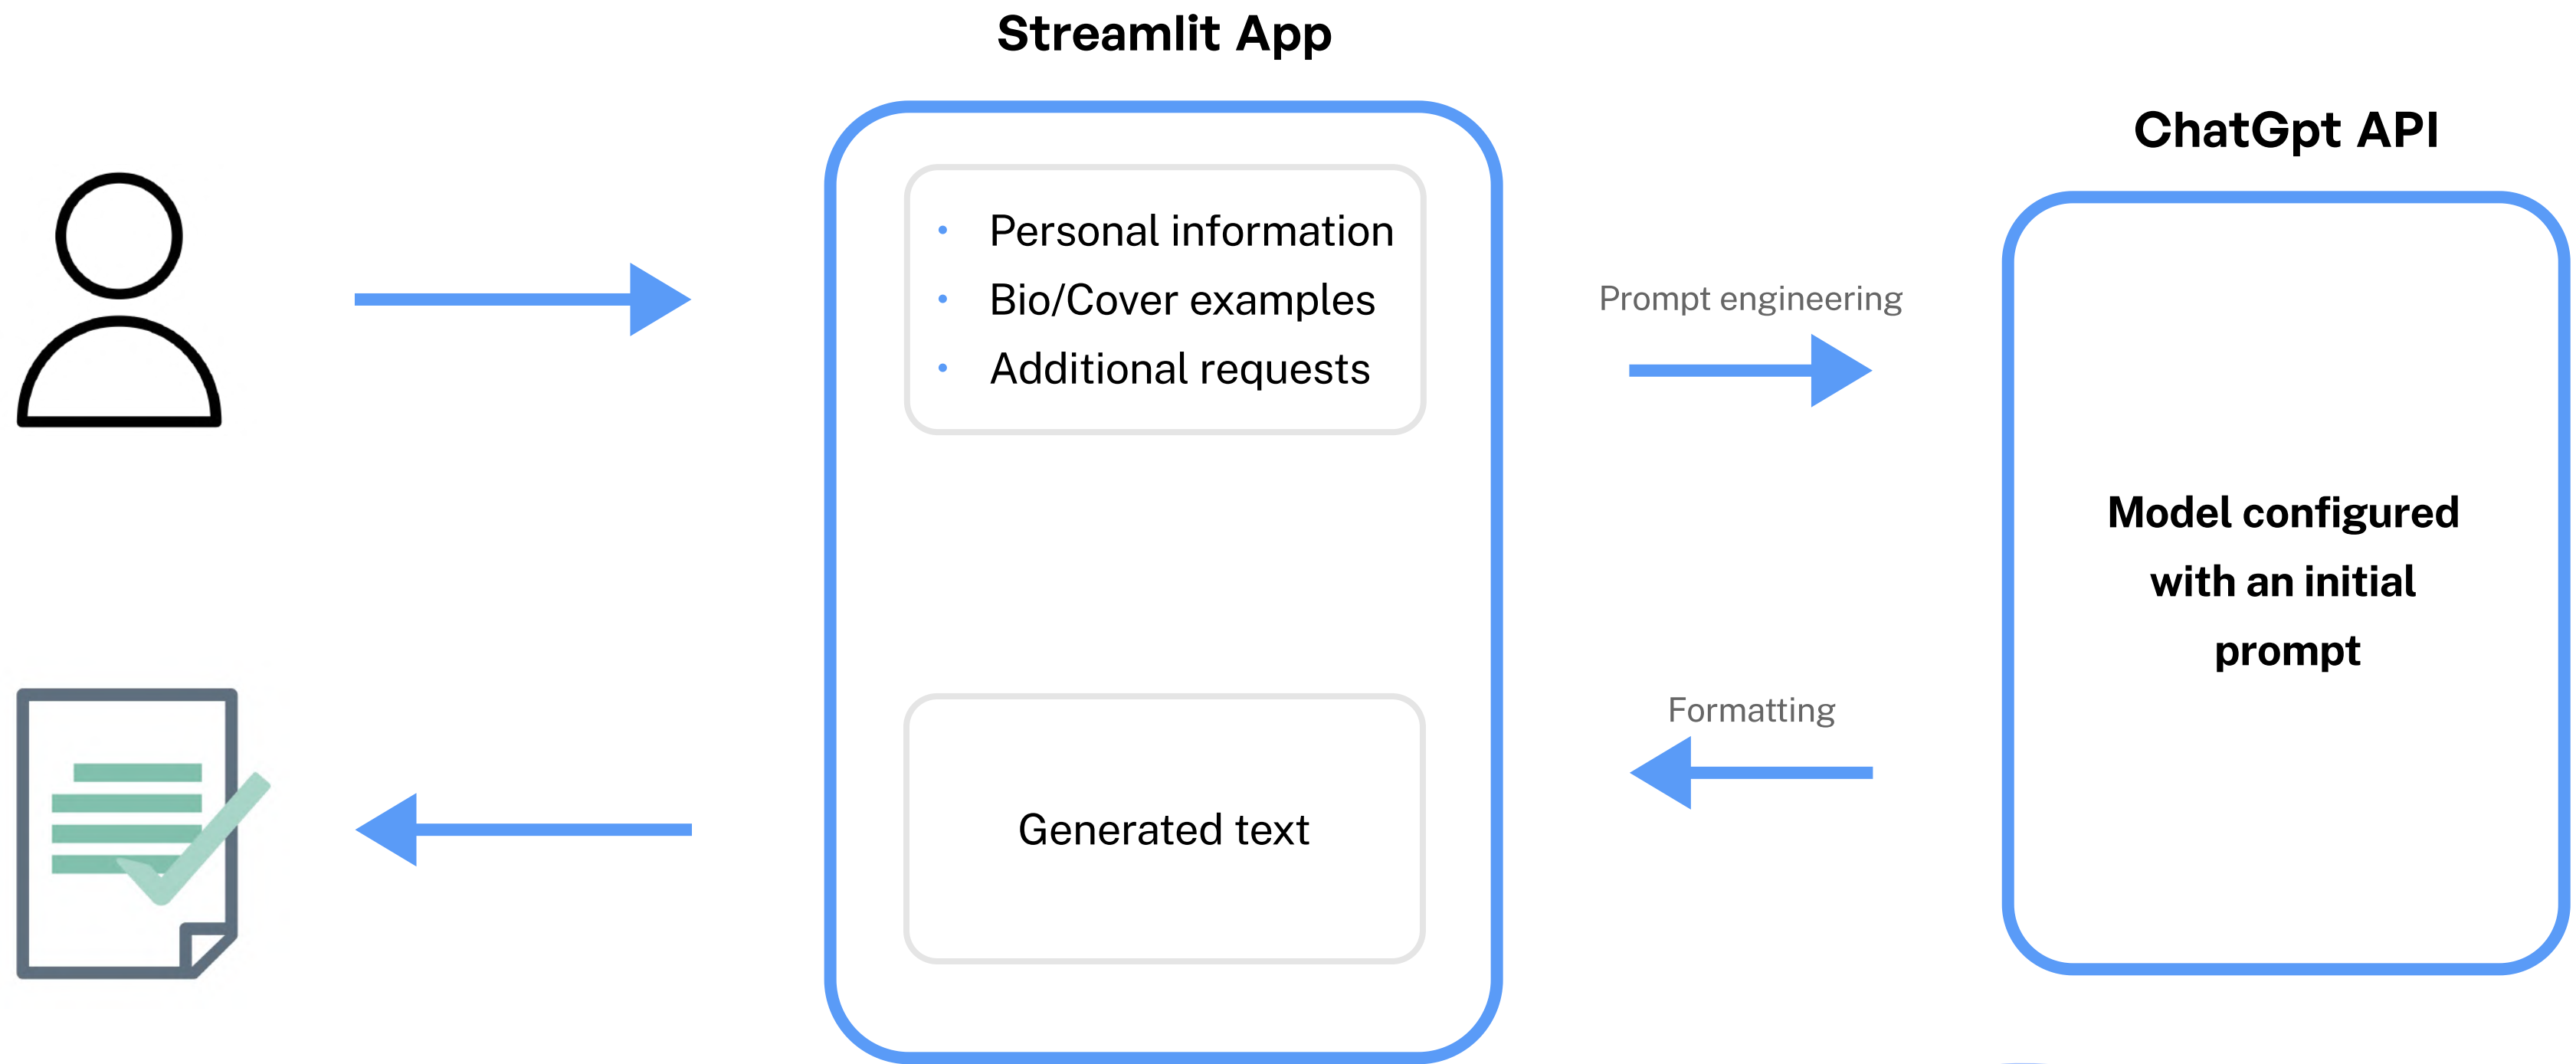 Streamlit App
ChatGpt API
• Personal information
• Bio/Cover examples
• Additional requests
Prompt engineering
Model configured
with an initial
prompt
Formatting
Generated text